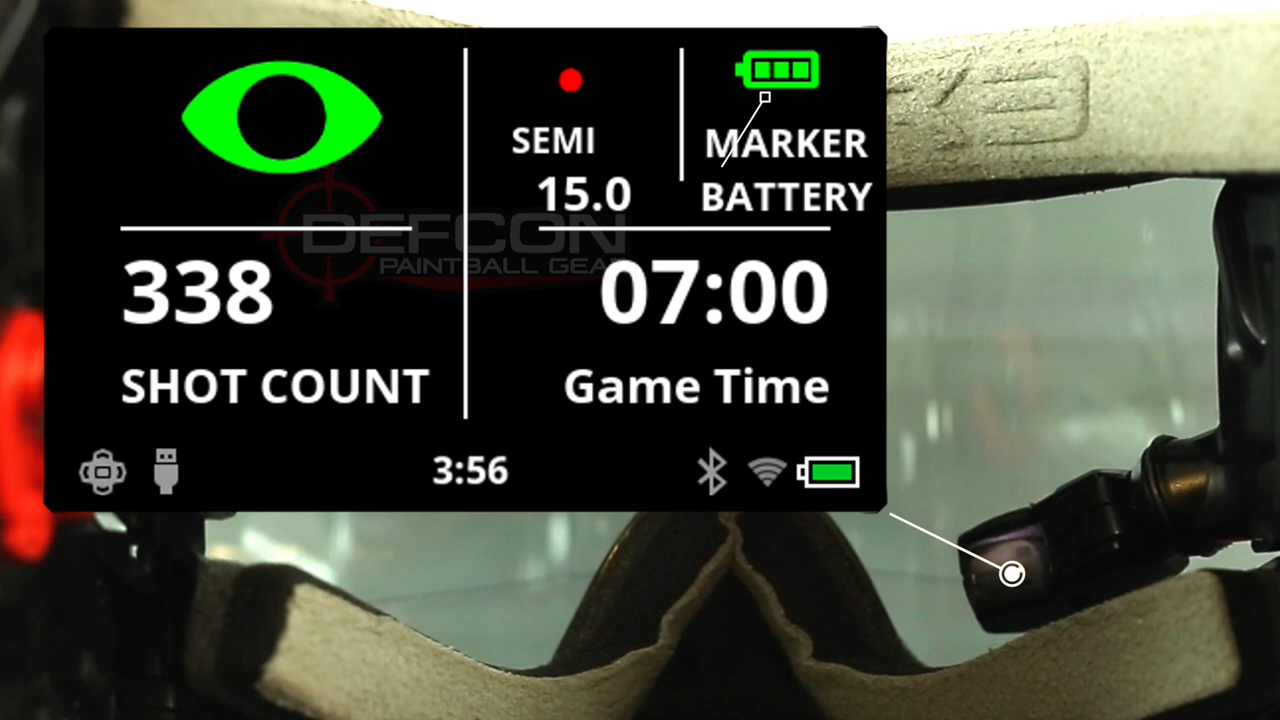 SEMI
15.0
MARKER
BATTERY
DEFCON
PAINTBALL GEAR
338
SHOT COUNT
07:00
Game Time
3:56